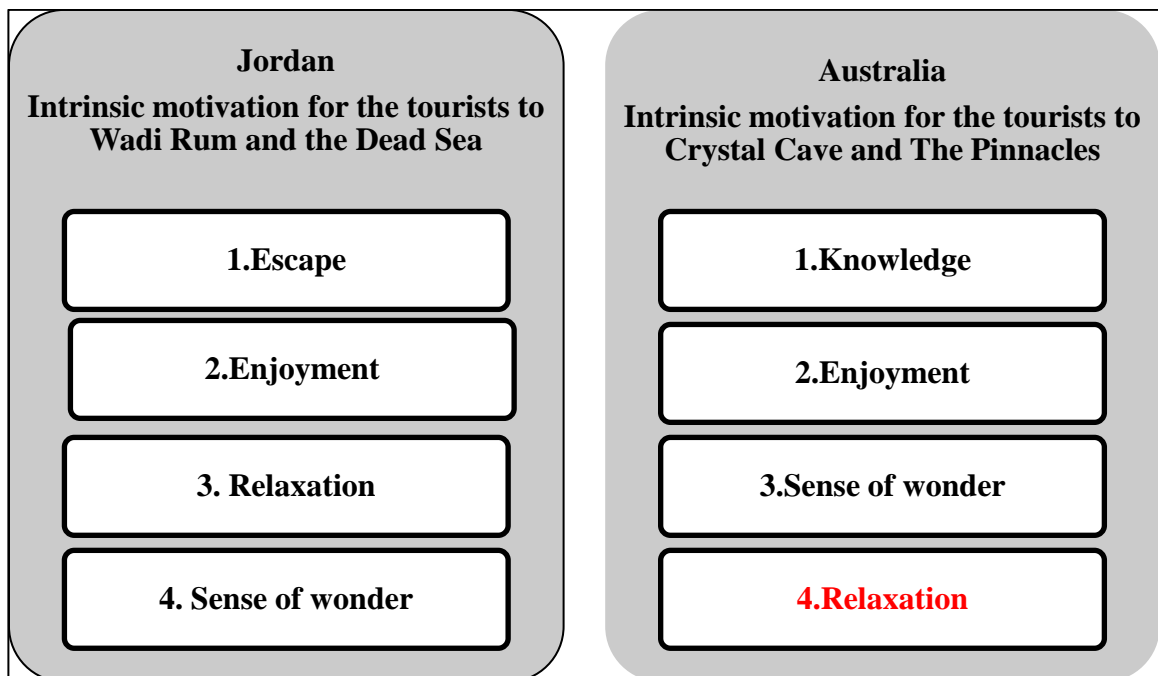 Jordan
Intrinsic motivation for the tourists to
Wadi Rum and the Dead Sea
1.Escape
2.Enjoyment
3. Relaxation
4. Sense of wonder
Australia
Intrinsic motivation for the tourists to
Crystal Cave and The Pinnacles
1.Knowledge
2.Enjoyment
3.Sense of wonder
4.Relaxation